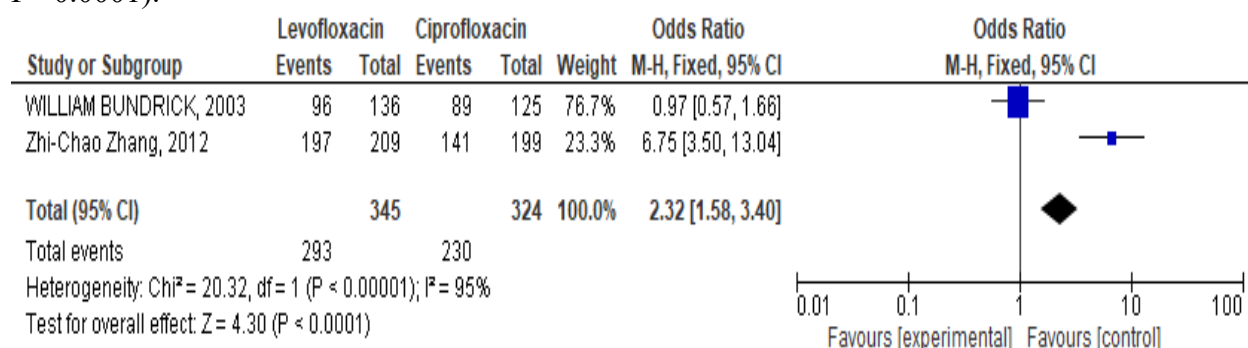 P < 0.0001).
Levofloxacin Ciprofloxacin Odds Ratio Odds Ratio
Study or Subgroup Events Total Events Total Weight M-H, Fixed, 95% CI M-H, Fixed, 95% CI
WILLIAM BUNDRICK, 2003 96 136 89 125 76.7% 0.97 [0.57, 1.66]
Zhi-Chao Zhang, 2012 197 209 141 199 23.3% 6.75 [3.50, 13.04]
Total (95% CI) 345 324 100.0% 2.32 [1.58, 3.40]
Total events 293 230
Heterogeneity: Chi² = 20.32, df = 1 (P < 0.00001); I² = 95%
Test for overall effect: Z = 4.30 (P < 0.0001)
0.01 0.1 1 10 100
Favours [experimental] Favours [control]